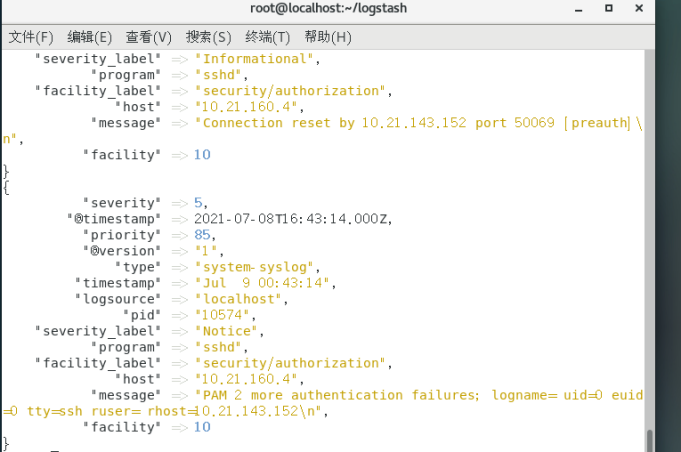 root@localhost:~/logstash
文件(F) 编辑(E) 查看(V) 搜索(S) 终端(T) 帮助(H)
"severity_label" => "Informational",
"program" => "sshd",
"facility_label" => "security/authorization",
"host" => "10.21.160.4",
"message" => "Connection reset by 10.21.143.152 port 50069 [preauth]\
n",
"facility" => 10
}
{
"severity" => 5,
"@timestamp" => 2021-07-08T16:43:14.000Z,
"priority" => 85,
"@version" => "1",
"type" => "system-syslog",
"timestamp" => "Jul  9 00:43:14",
"logsource" => "localhost",
"pid" => "10574",
"severity_label" => "Notice",
"program" => "sshd",
"facility_label" => "security/authorization",
"host" => "10.21.160.4",
"message" => "PAM 2 more authentication failures; logname= uid=0 euid
=0 tty=ssh ruser= rhost=10.21.143.152\n",
"facility" => 10
}